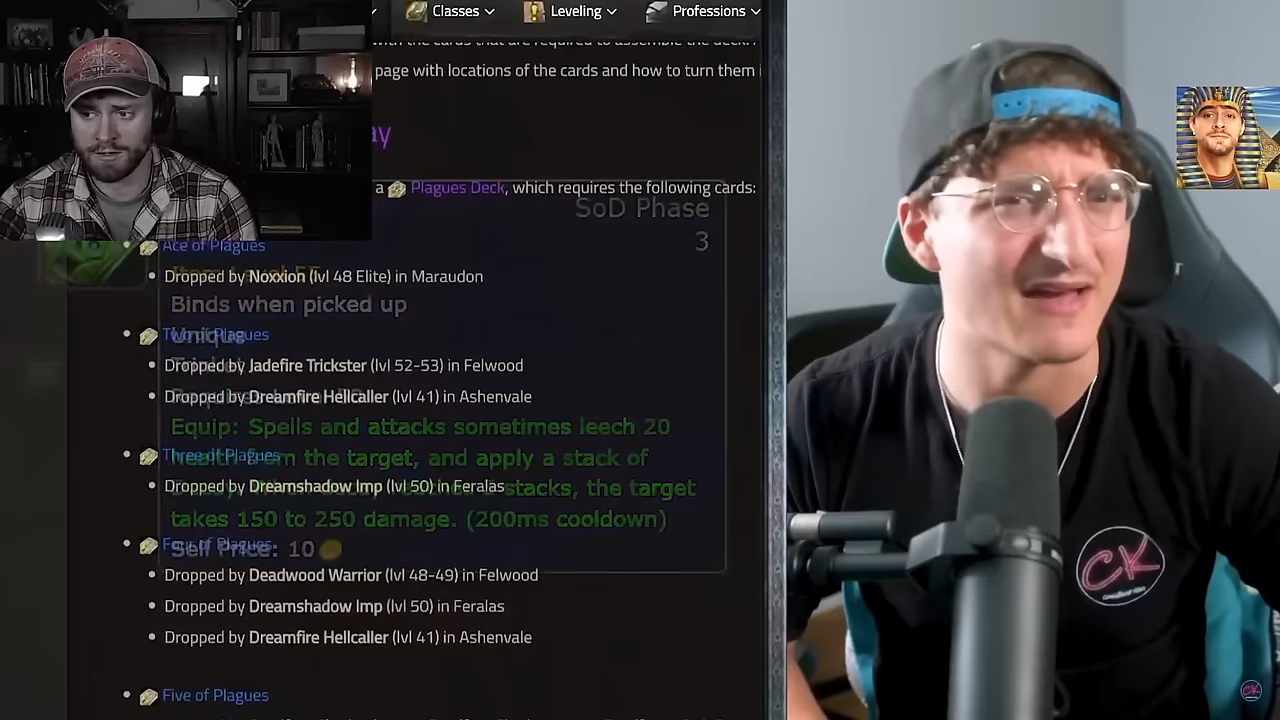 Classes
Leveling
Professions
page with locations of the cards and how to turn them
ay
a Plagues Deck, which requires the following cards:
SoD Phase
3
Ace of Plagues
Dropped by Noxxion (lvl 48 Elite) in Maraudon
Binds when picked up
Two of Plagues
Dropped by Jadefire Trickster (lvl 52-53) in Felwood
Dropped by Dreamfire Hellcaller (lvl 41) in Ashenvale
Equip: Spells and attacks sometimes leech 20
Three of Plagues
from the target, and apply a stack of
Dropped by Dreamshadow Imp (lvl 50) in Feralas
stacks, the target
takes 150 to 250 damage. (200ms cooldown)
Four of Plagues
Sell Price: 10
Dropped by Deadwood Warrior (lvl 48-49) in Felwood
Dropped by Dreamshadow Imp (lvl 50) in Feralas
Dropped by Dreamfire Hellcaller (lvl 41) in Ashenvale
Five of Plagues
CK
CK